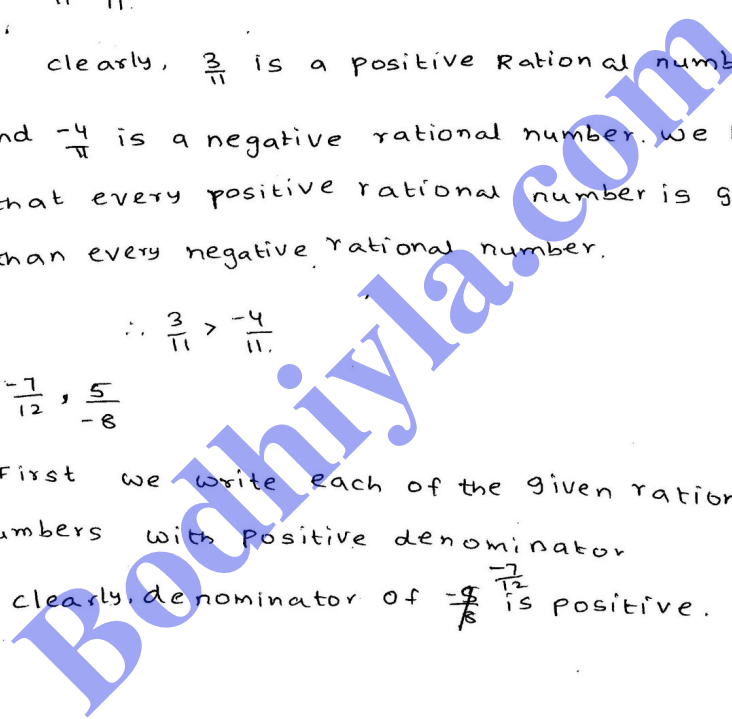 clearly, 3/11 is a positive Rational numb
nd -4/11 is a negative rational number. we
that every positive rational number is g
than every negative rational number.
∴ 3/11 > -4/11.
-7/12, 5/-8
First we write each of the given ration
umbers with positive denominator
clearly, denominator of -7/12 is positive.
Bodhiyla.com